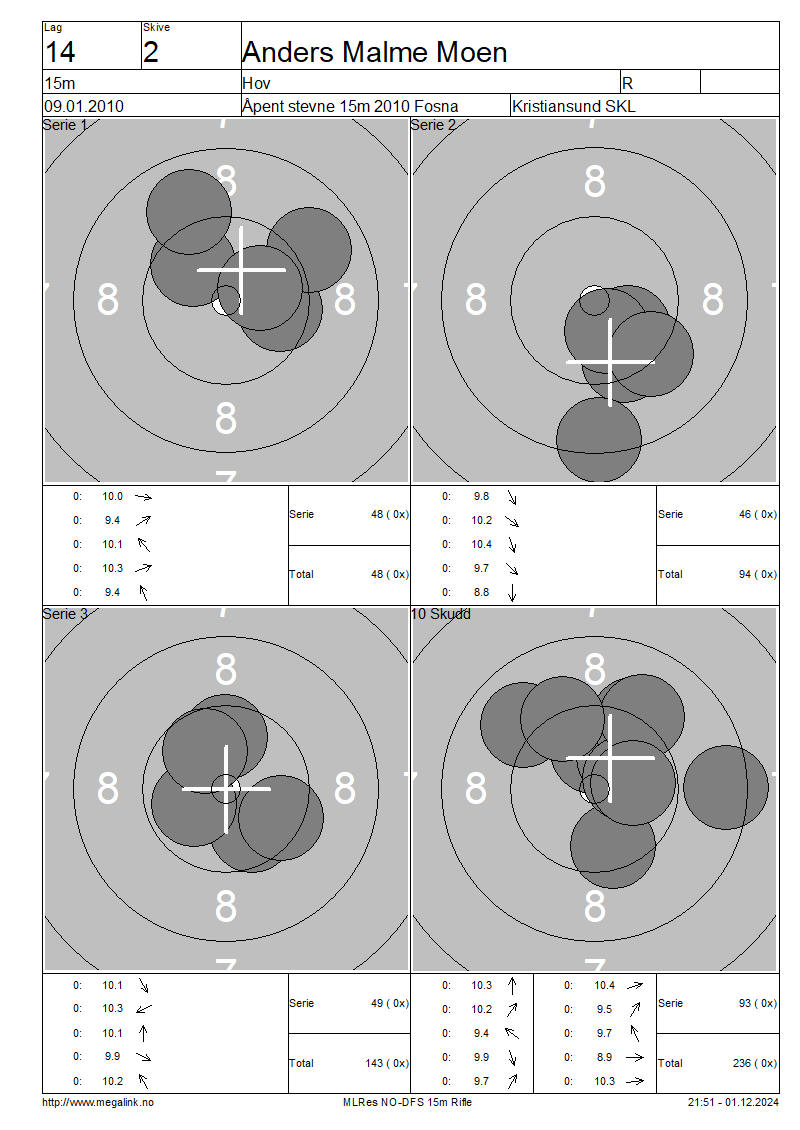 Lag Skive
14 2 Anders Malme Moen
15m Hov R
09.01.2010 Åpent stevne 15m 2010 Fosna Kristiansund SKL
Serie 1 Serie 2
7 7
8 8
8 8 8 8
8
7
0: 10.0
0: 9.4
0: 10.1
0: 10.3
0: 9.4
Serie 48 ( 0x)
Total 48 ( 0x)
0: 9.8
0: 10.2
0: 10.4
0: 9.7
0: 8.8
Serie 46 ( 0x)
Total 94 ( 0x)
Serie 3 10 Skudd
7 7
8 8
8 8 8 8
8 8
7 7
0: 10.1
0: 10.3
0: 10.1
0: 9.9
0: 10.2
Serie 49 ( 0x)
Total 143 ( 0x)
0: 10.3 0: 10.4
0: 10.2 0: 9.5
0: 9.4 0: 9.7
0: 9.9 0: 8.9
0: 9.7 0: 10.3
Serie 93 ( 0x)
Total 236 ( 0x)
http://www.megalink.no MLRes NO-DFS 15m Rifle 21:51 - 01.12.2024